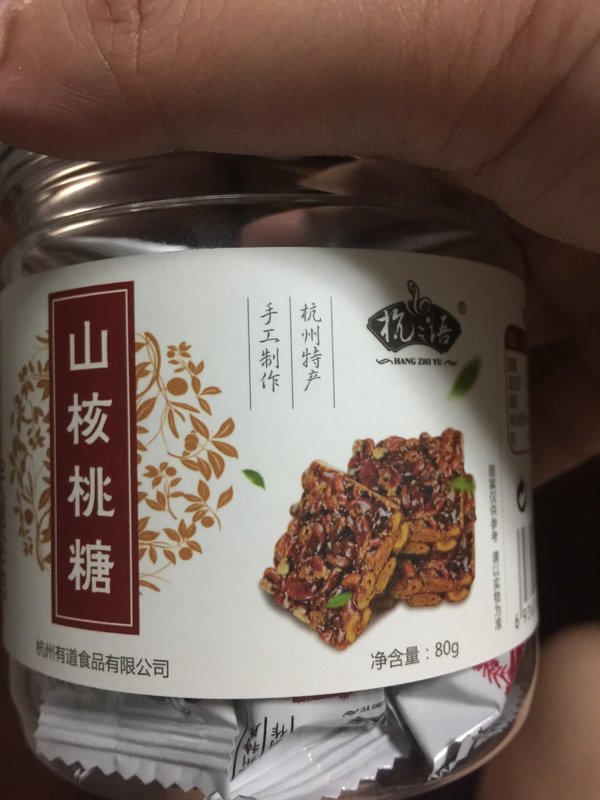 山核桃糖
杭州特产
手工制作
杭之语
®
HANG ZHI YU
图案仅供参考 请以实物为准
杭州有道食品有限公司
净含量：80g